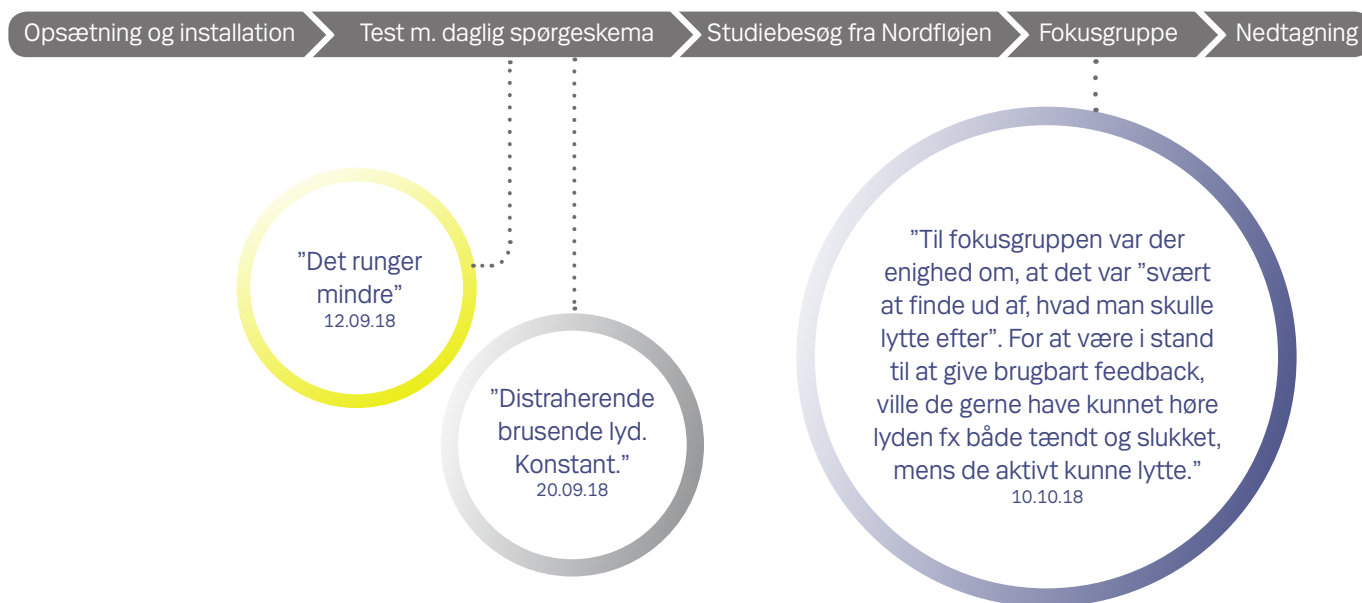 Opsætning og installation
Test m. daglig spørgeskema
Studiebesøg fra Nordfløjen
Fokusgruppe
Nedtagning
”Det runger
mindre”
12.09.18
”Distraherende
brusende lyd.
Konstant.”
20.09.18
”Til fokusgruppen var der
enighed om, at det var ”svært
at finde ud af, hvad man skulle
lytte efter”. For at være i stand
til at give brugbart feedback,
ville de gerne have kunnet høre
lyden fx både tændt og slukket,
mens de aktivt kunne lytte.”
10.10.18